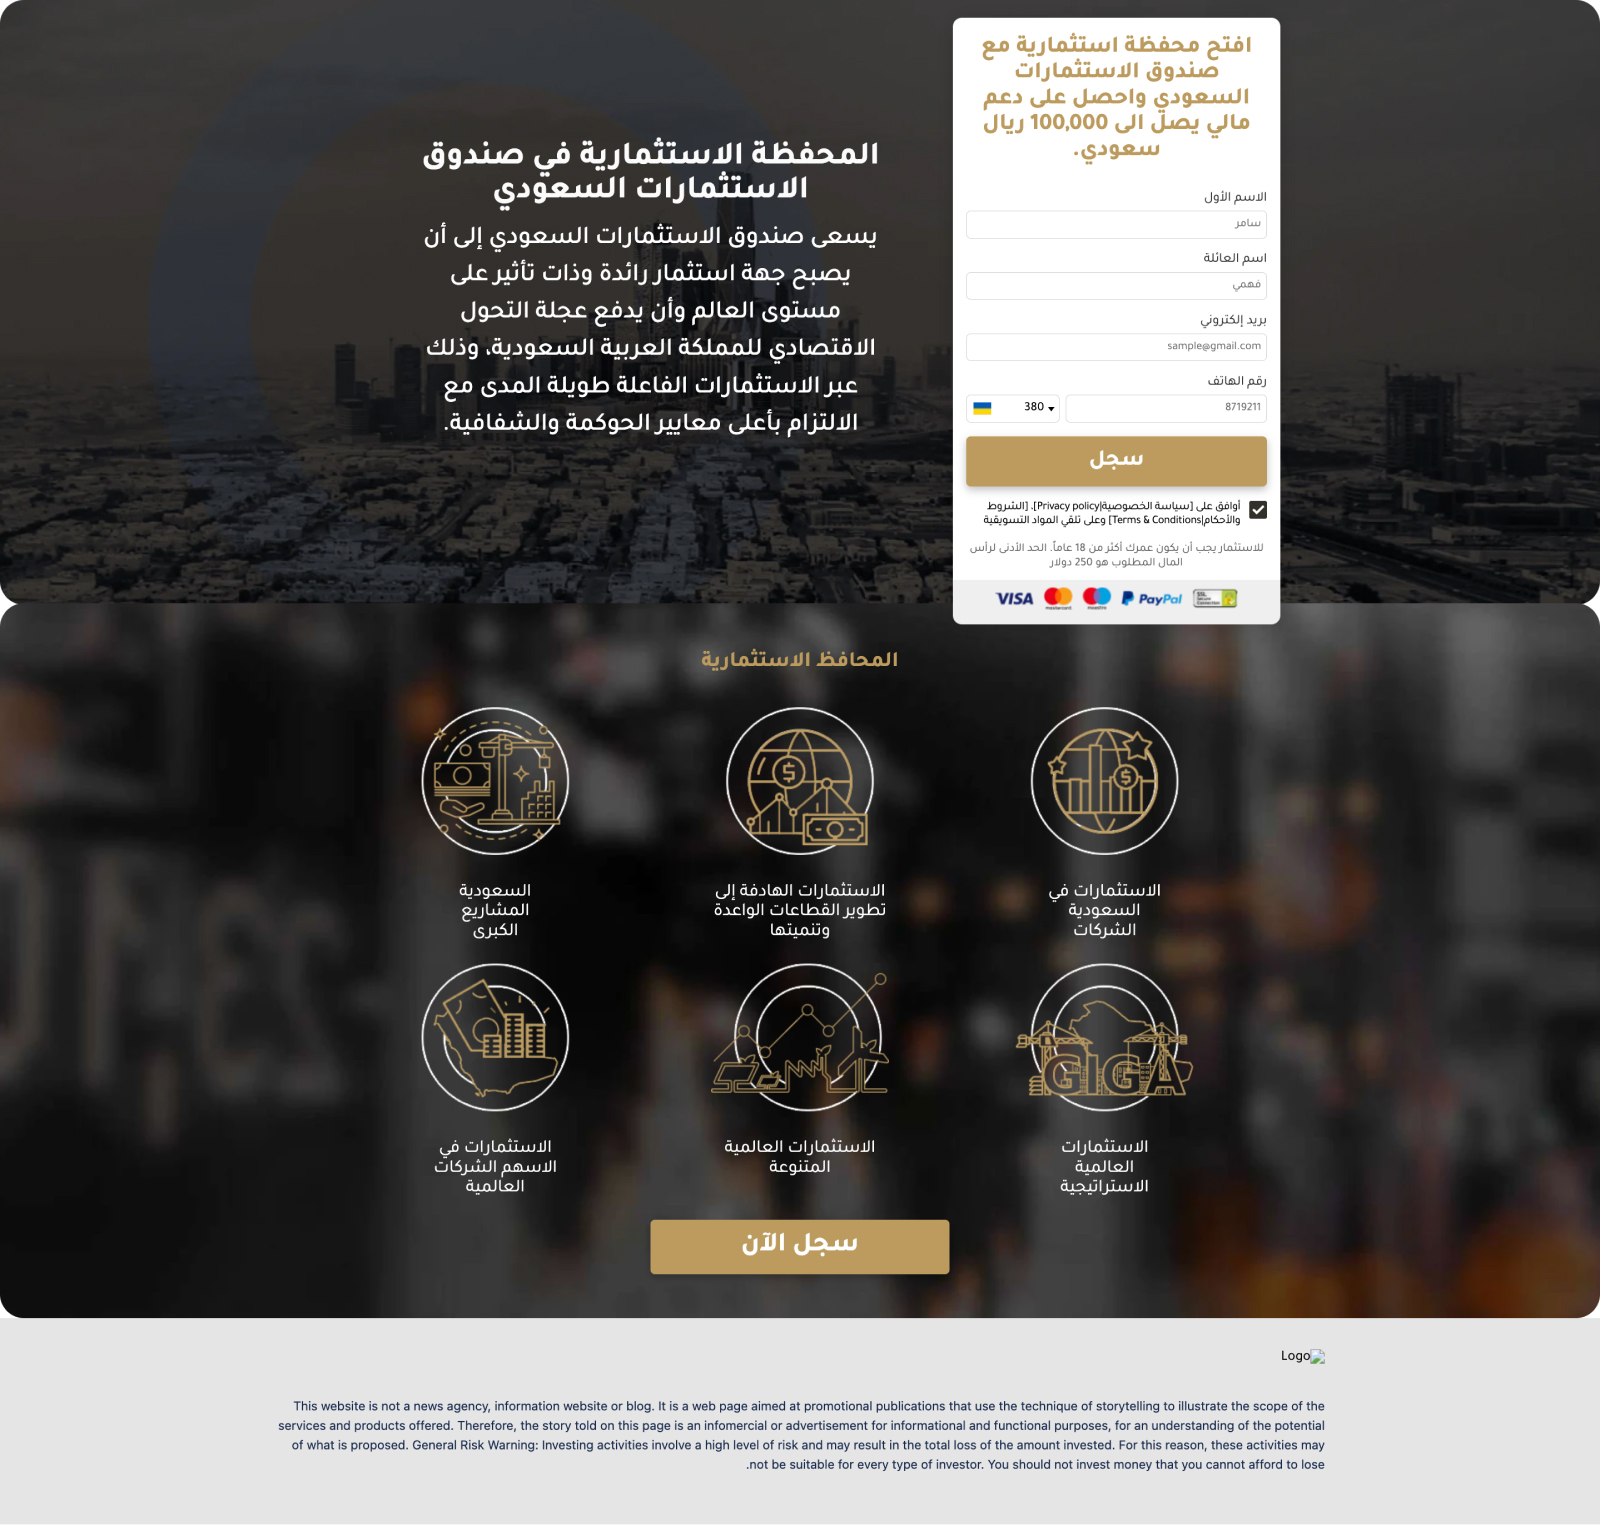 افتح محفظة استثمارية مع
صندوق الاستثمارات
السعودي واحصل على دعم
مالي يصل الى 100,000 ريال
سعودي.
الاسم الأول
سامر
اسم العائلة
فهمي
بريد إلكتروني
sample@gmail.com
رقم الهاتف
8719211
380
سجل
أوافق على [سياسة الخصوصية|Privacy policy]، [الشروط
والأحكام|Terms & Conditions] وعلى تلقي المواد التسويقية
للاستثمار يجب أن يكون عمرك أكثر من 18 عاماً. الحد الأدنى لرأس
المال المطلوب هو 250 دولار
VISA
mastercard
maestro
PayPal
SSL
Secure
Connection
المحفظة الاستثمارية في صندوق
الاستثمارات السعودي
يسعى صندوق الاستثمارات السعودي إلى أن
يصبح جهة استثمار رائدة وذات تأثير على
مستوى العالم وأن يدفع عجلة التحول
الاقتصادي للمملكة العربية السعودية، وذلك
عبر الاستثمارات الفاعلة طويلة المدى مع
الالتزام بأعلى معايير الحوكمة والشفافية.
المحافظ الاستثمارية
الاستثمارات في
السعودية
الشركات
الاستثمارات الهادفة إلى
تطوير القطاعات الواعدة
وتنميتها
السعودية
المشاريع
الكبرى
GIGA
الاستثمارات
العالمية
الاستراتيجية
الاستثمارات العالمية
المتنوعة
الاستثمارات في
الاسهم الشركات
العالمية
سجل الآن
Logo
This website is not a news agency, information website or blog. It is a web page aimed at promotional publications that use the technique of storytelling to illustrate the scope of the
services and products offered. Therefore, the story told on this page is an infomercial or advertisement for informational and functional purposes, for an understanding of the potential
of what is proposed. General Risk Warning: Investing activities involve a high level of risk and may result in the total loss of the amount invested. For this reason, these activities may
.not be suitable for every type of investor. You should not invest money that you cannot afford to lose